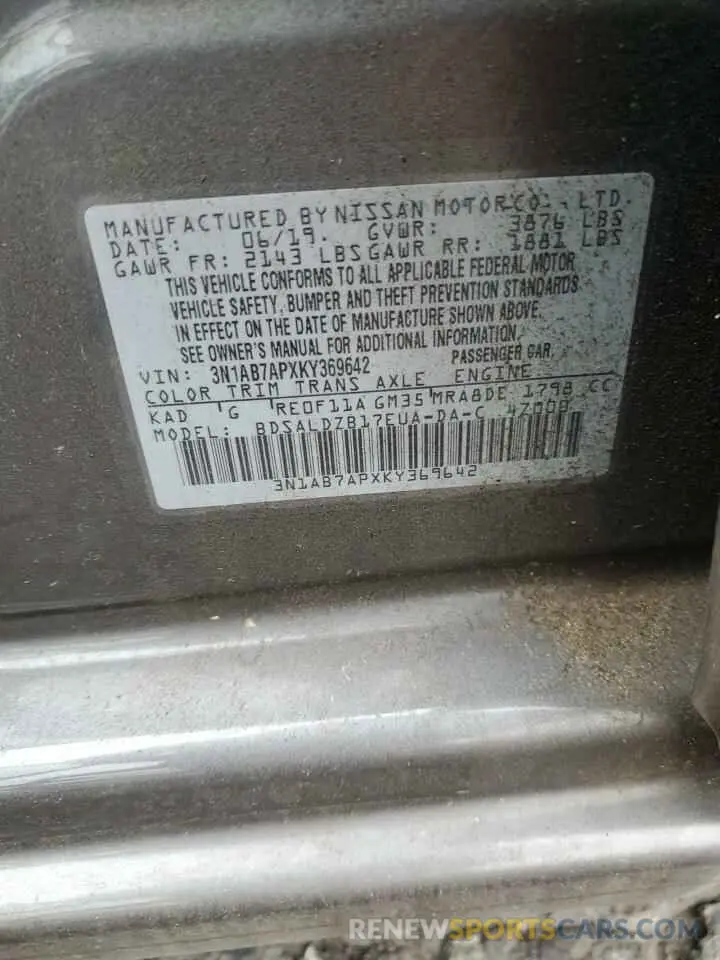 MANUFACTURED BY NISSAN MOTOR CO., LTD.
DATE: 06/19. GVWR: 3876 LBS
GAWR FR: 2143 LBS GAWR RR: 1881 LBS
THIS VEHICLE CONFORMS TO ALL APPLICABLE FEDERAL MOTOR
VEHICLE SAFETY, BUMPER AND THEFT PREVENTION STANDARDS
IN EFFECT ON THE DATE OF MANUFACTURE SHOWN ABOVE.
SEE OWNER'S MANUAL FOR ADDITIONAL INFORMATION.
VIN: 3N1AB7APXKY369642 PASSENGER CAR
COLOR TRIM TRANS AXLE ENGINE
KAD G RE0F11A GM35 MRA8DE 1798 CC
MODEL: BDSALDZB17EUA-DA-C 47000
3N1AB7APXKY369642
RENEWSPORTSCARS.COM